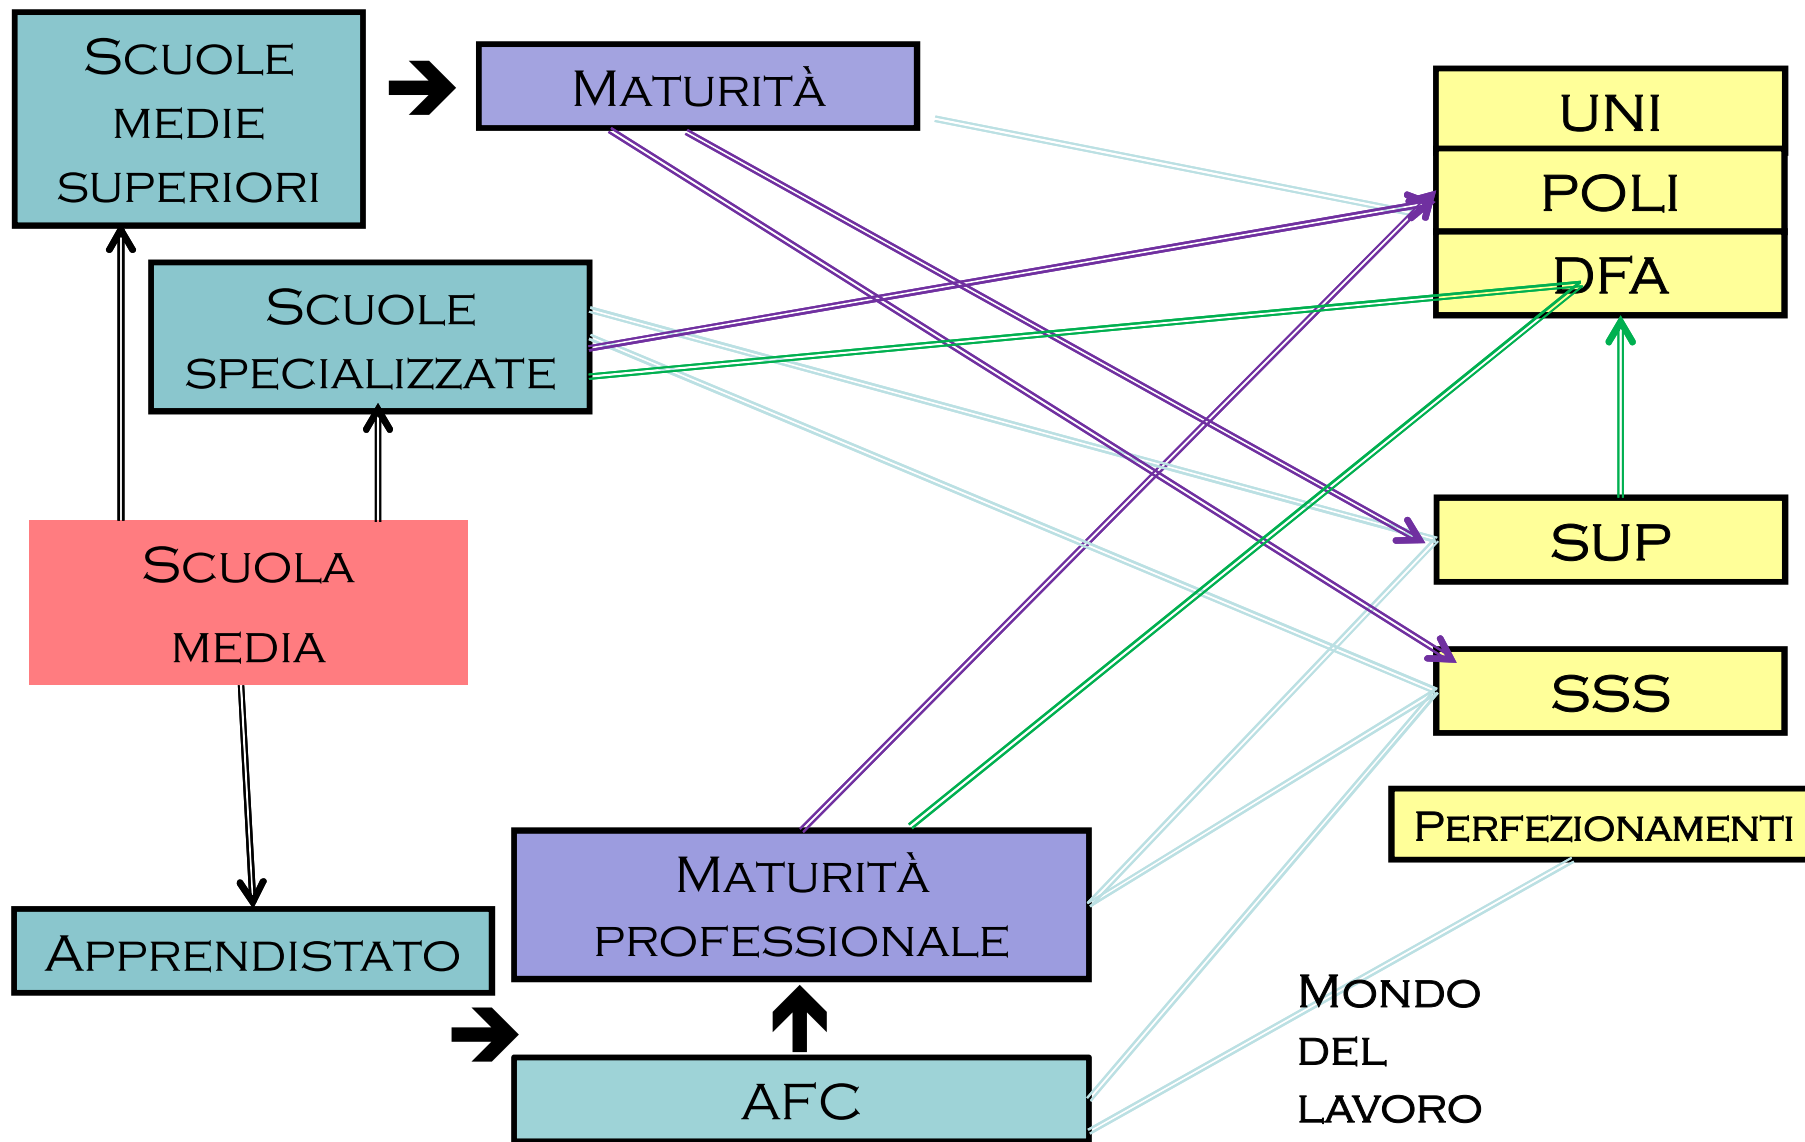 Scuole
medie
superiori
Maturità
UNI
POLI
DFA
Scuole
specializzate
Scuola
media
SUP
SSS
Perfezionamenti
Maturità
professionale
Apprendistato
AFC
Mondo
del
lavoro